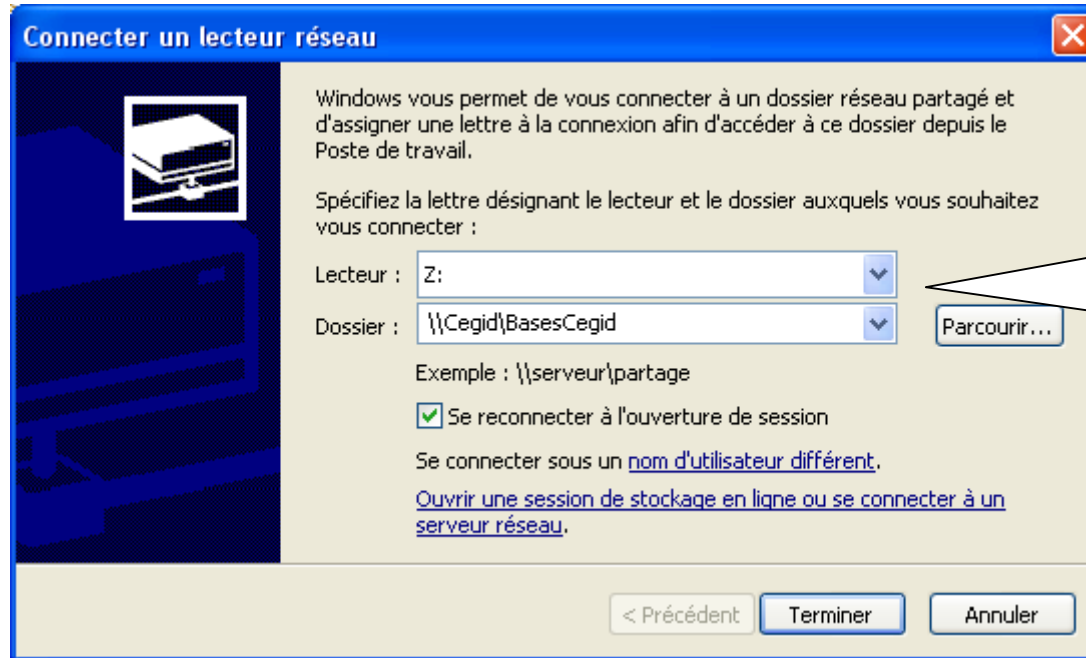 Connecter un lecteur réseau
Windows vous permet de vous connecter à un dossier réseau partagé et
d'assigner une lettre à la connexion afin d'accéder à ce dossier depuis le
Poste de travail.
Spécifiez la lettre désignant le lecteur et le dossier auxquels vous souhaitez
vous connecter :
Lecteur : Z:
Dossier : \\Cegid\BasesCegid Parcourir...
Exemple : \\serveur\partage
Se reconnecter à l'ouverture de session
Se connecter sous un nom d'utilisateur différent.
Ouvrir une session de stockage en ligne ou se connecter à un
serveur réseau.
< Précédent Terminer Annuler